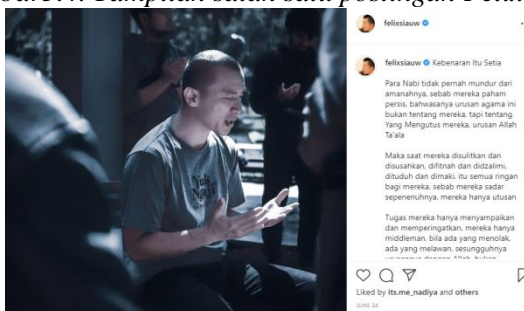 felixsiauw
felixsiauw Kebenaran Itu Setia
Para Nabi tidak pernah mundur dari
amanahnya, sebab mereka paham
persis, bahwasanya urusan agama ini
bukan tentang mereka, tapi tentang
Yang Mengutus mereka, urusan Allah
Ta'ala
Maka saat mereka disulitkan dan
disusahkan, difitnah dan didzalimi,
dituduh dan dimaki, itu semua ringan
bagi mereka, sebab mereka sadar
sepenuhnya, mereka hanya utusan
Tugas mereka hanya menyampaikan
dan memperingatkan, mereka hanya
middleman, bila ada yang menolak,
ada yang melawan, sesungguhnya
Liked by its.me_nadiya and others
JUNE 24